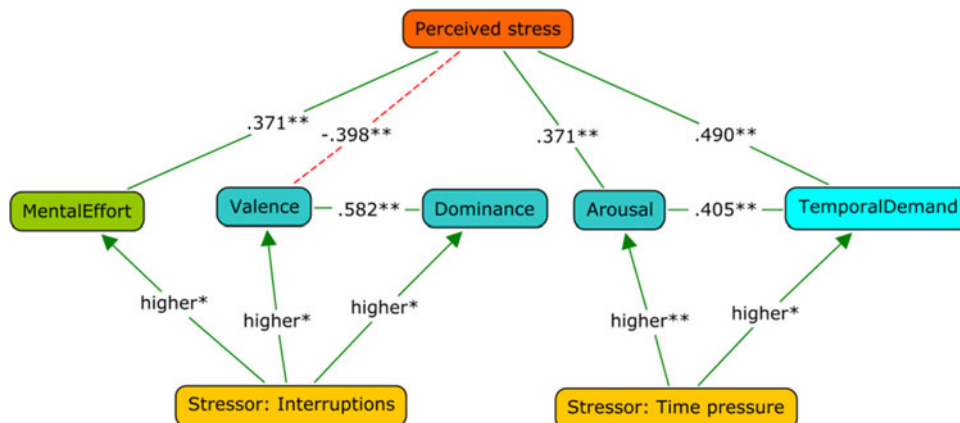 Perceived stress
.371**
-.398**
.371**
.490**
MentalEffort
Valence
.582**
Dominance
Arousal
.405**
TemporalDemand
higher*
higher*
higher*
higher**
higher*
Stressor: Interruptions
Stressor: Time pressure